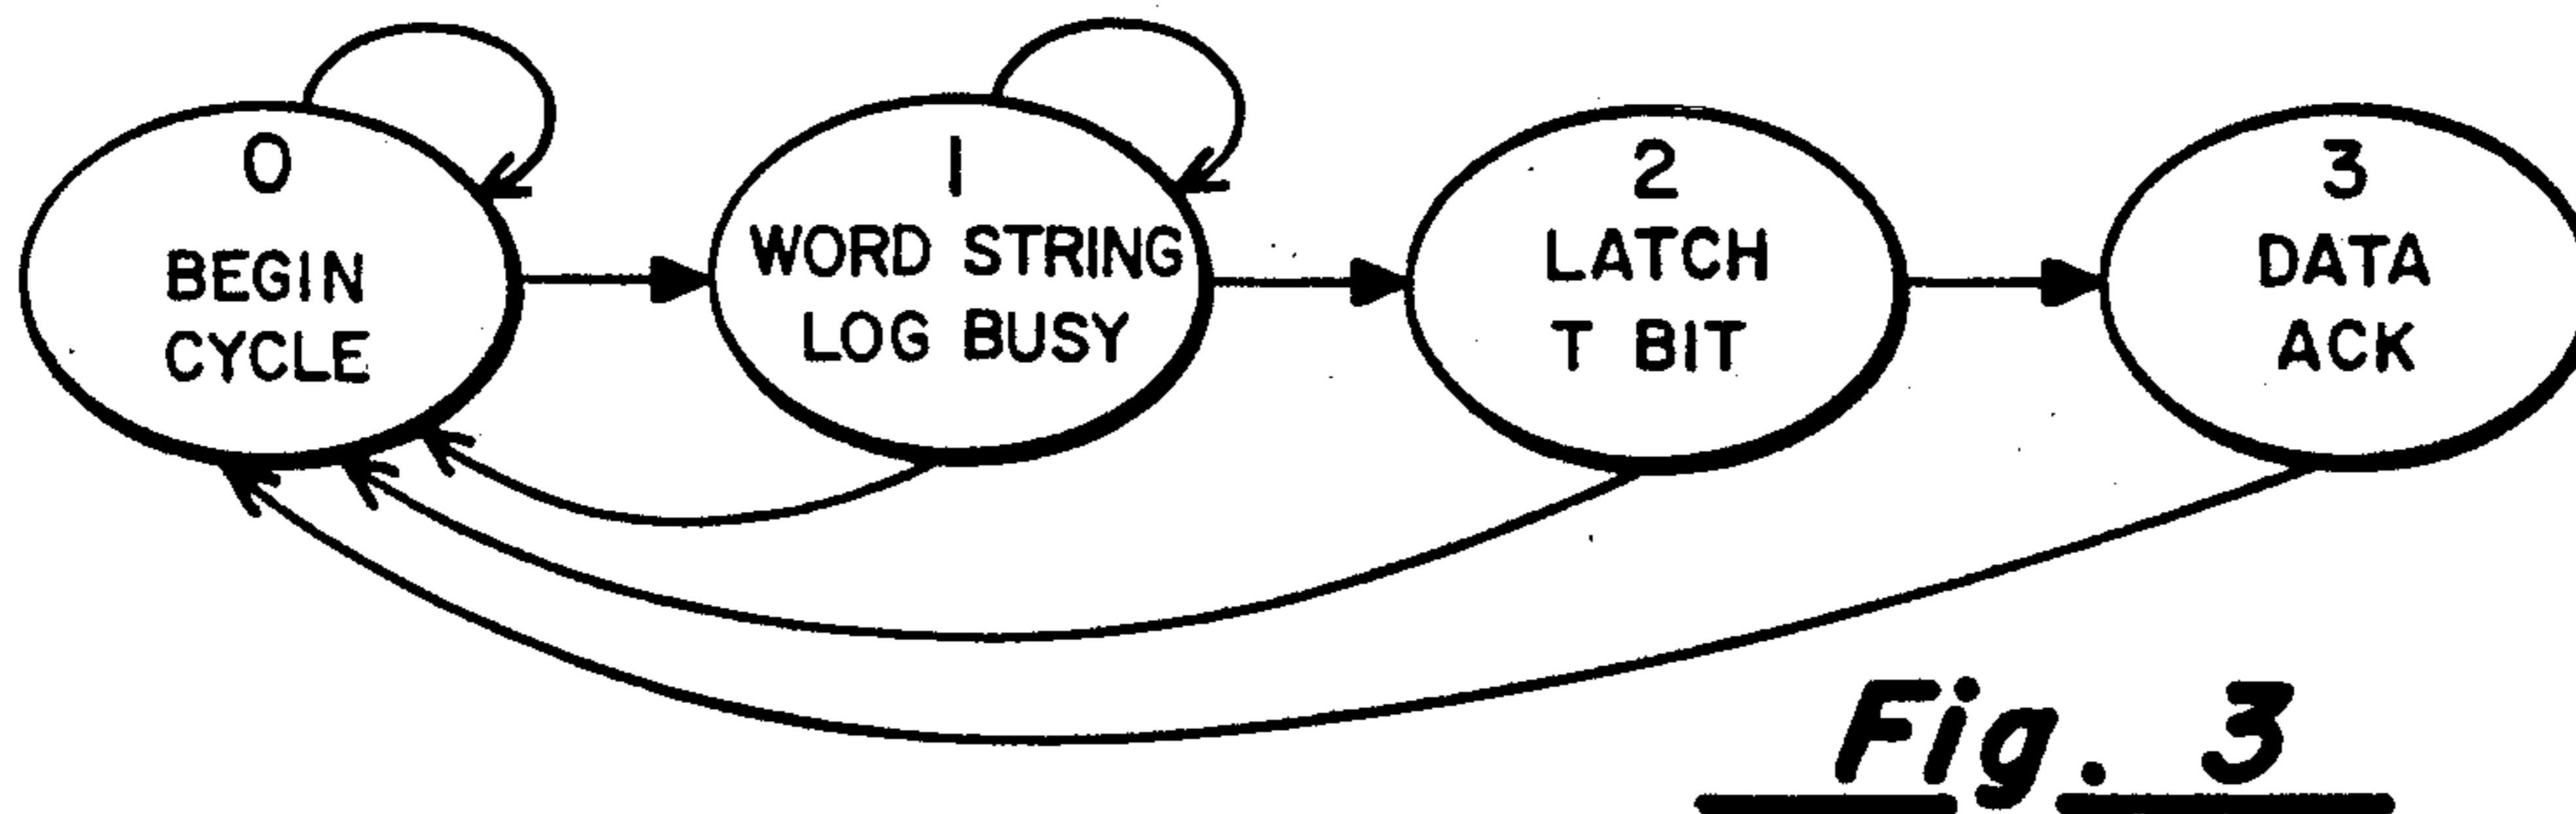 0
BEGIN
CYCLE
1
WORD STRING
LOG BUSY
2
LATCH
T BIT
3
DATA
ACK
Fig. 3